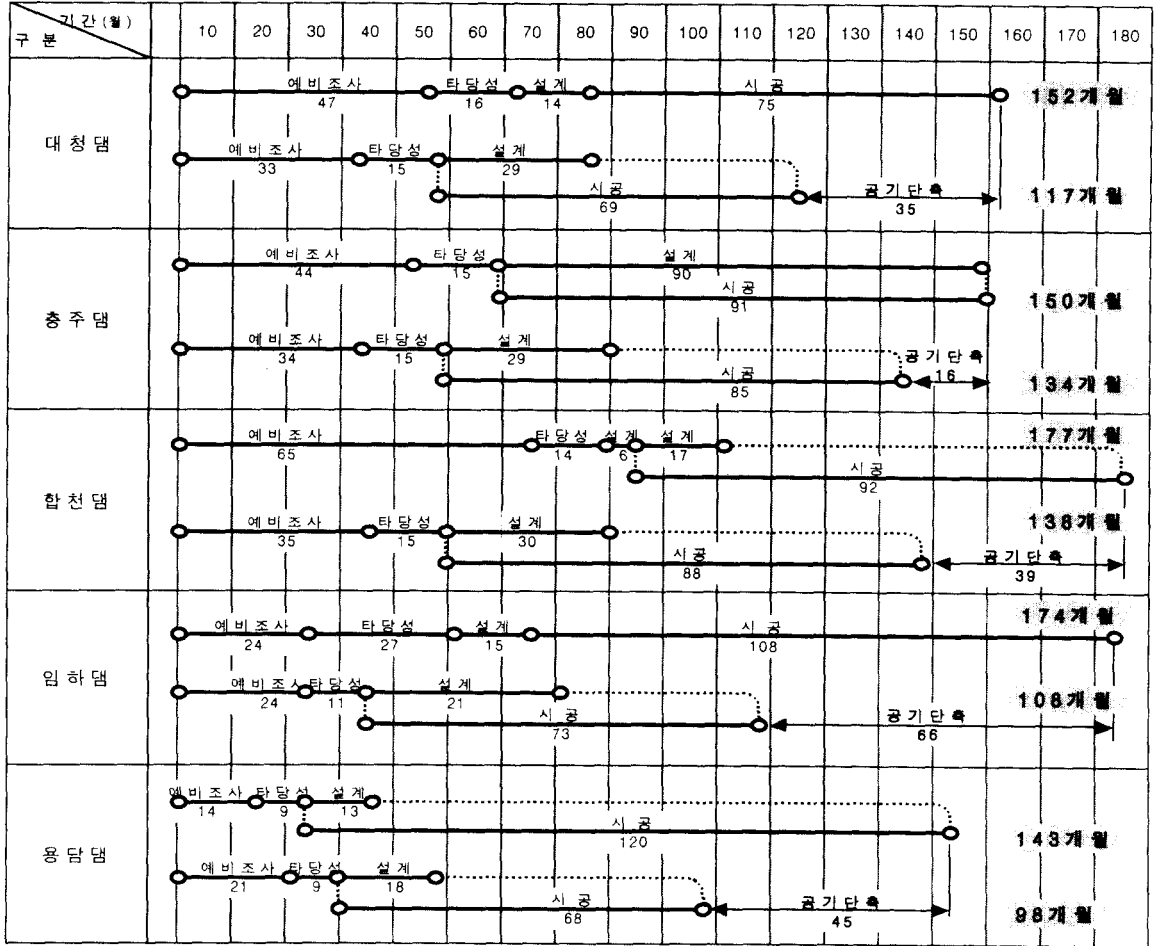 기간(월)
구 분
10 20 30 40 50 60 70 80 90 100 110 120 130 140 150 160 170 180
대청댐
예비조사 타당성 설계 시공
47 16 14 75
152개월
예비조사 타당성 설계
33 15 29
시공 공기단축
69 35
117개월
충주댐
예비조사 타당성 설계
44 15 90
시공
91
150개월
예비조사 타당성 설계
34 15 29
시공 공기단축
85 16
134개월
합천댐
예비조사 타당성 설계 설계
65 14 6 17
177개월
시공
92
예비조사 타당성 설계
35 15 30
138개월
시공 공기단축
88 39
임하댐
174개월
예비조사 타당성 설계 시공
24 27 15 108
예비조사 타당성 설계
24 11 21
108개월
시공 공기단축
73 66
용담댐
예비조사 타당성 설계
14 9 13
시공
120
143개월
예비조사 타당성 설계
21 9 18
시공 공기단축
68 45
98개월